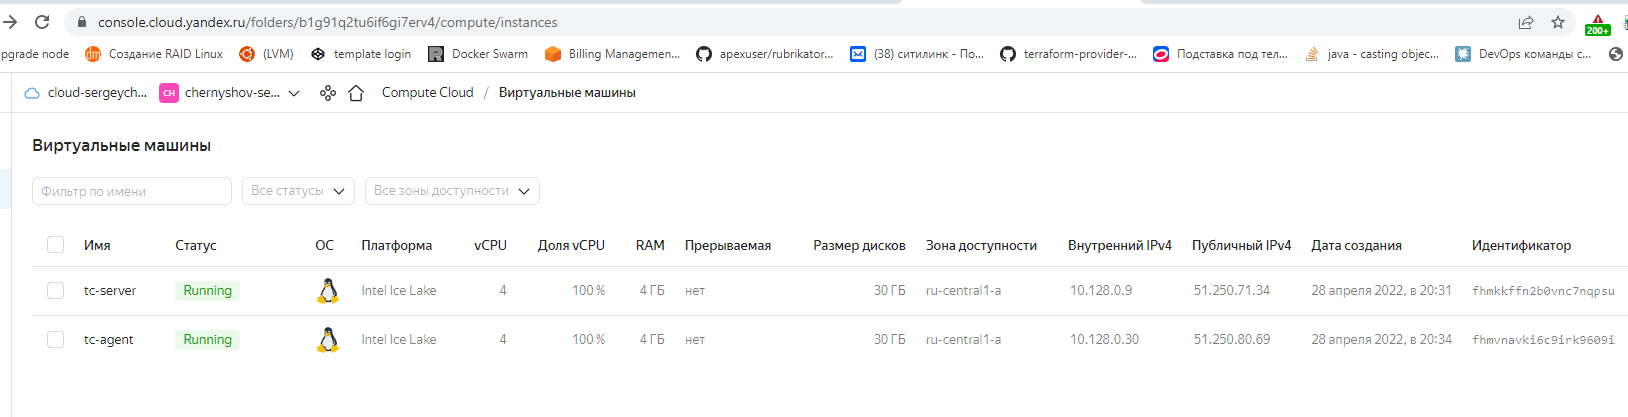 console.cloud.yandex.ru/folders/b1g91q2tu6if6gi7erv4/compute/instances
200+
pgrade node Создание RAID Linux (LVM) template login Docker Swarm Billing Managemen... apexuser/rubrikator... (38) ситилинк - По... terraform-provider-... Подставка под тел... java - casting objec... DevOps команды с...
cloud-sergeych... CH chernyshov-se... Compute Cloud / Виртуальные машины
Виртуальные машины
Фильтр по имени Все статусы Все зоны доступности
Имя Статус ОС Платформа vCPU Доля vCPU RAM Прерываемая Размер дисков Зона доступности Внутренний IPv4 Публичный IPv4 Дата создания Идентификатор
tc-server Running Intel Ice Lake 4 100 % 4 ГБ нет 30 ГБ ru-central1-a 10.128.0.9 51.250.71.34 28 апреля 2022, в 20:31 fhmkkffn2b0vnc7nqpsu
tc-agent Running Intel Ice Lake 4 100 % 4 ГБ нет 30 ГБ ru-central1-a 10.128.0.30 51.250.80.69 28 апреля 2022, в 20:34 fhmvnavki6c9irk9609i